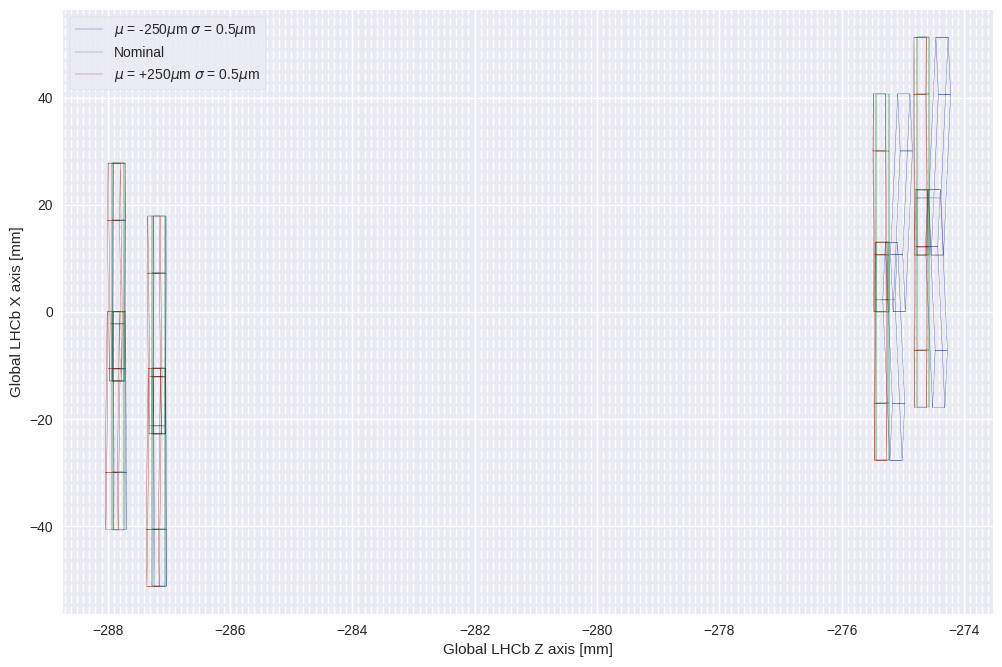 μ = -250μm σ = 0.5μm
Nominal
μ = +250μm σ = 0.5μm
40
20
0
−20
−40
Global LHCb X axis [mm]
−288 −286 −284 −282 −280 −278 −276 −274
Global LHCb Z axis [mm]